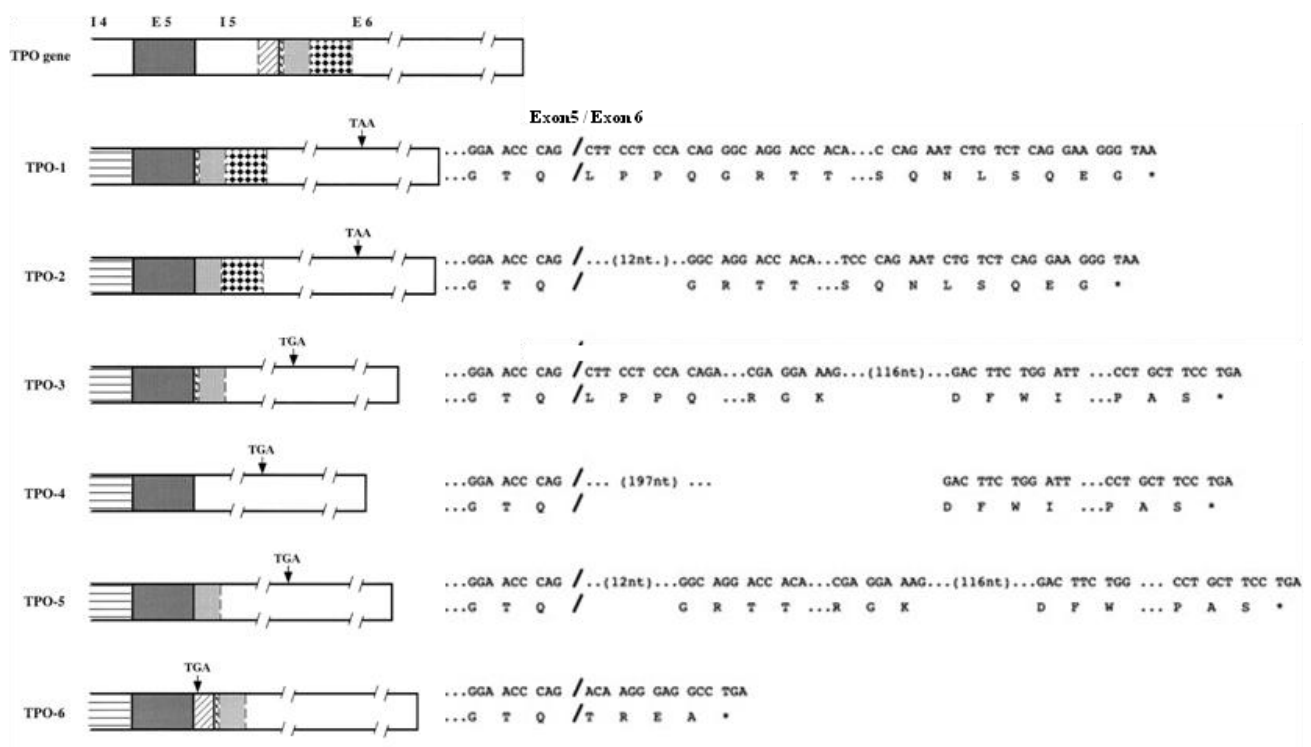 I 4 E 5 I 5 E 6
TPO gene
Exon5 / Exon 6
TAA
TPO-1
...GGA ACC CAG /CTT CCT CCA CAG GGC AGG ACC ACA...C CAG AAT CTG TCT CAG GAA GGG TAA
...G T Q /L P P Q G R T T ...S Q N L S Q E G *
TAA
TPO-2
...GGA ACC CAG /...(12nt.)..GGC AGG ACC ACA...TCC CAG AAT CTG TCT CAG GAA GGG TAA
...G T Q / G R T T ...S Q N L S Q E G *
TGA
TPO-3
...GGA ACC CAG /CTT CCT CCA CAGA...CGA GGA AAG...(116nt)...GAC TTC TGG ATT ...CCT GCT TCC TGA
...G T Q /L P P Q ...R G K D F W I ...P A S *
TGA
TPO-4
...GGA ACC CAG /... (197nt) ... GAC TTC TGG ATT ...CCT GCT TCC TGA
...G T Q / D F W I ...P A S *
TGA
TPO-5
...GGA ACC CAG /..(12nt)...GGC AGG ACC ACA...CGA GGA AAG...(116nt)...GAC TTC TGG ... CCT GCT TCC TGA
...G T Q / G R T T ...R G K D F W ... P A S *
TGA
TPO-6
...GGA ACC CAG /ACA AGG GAG GCC TGA
...G T Q /T R E A *